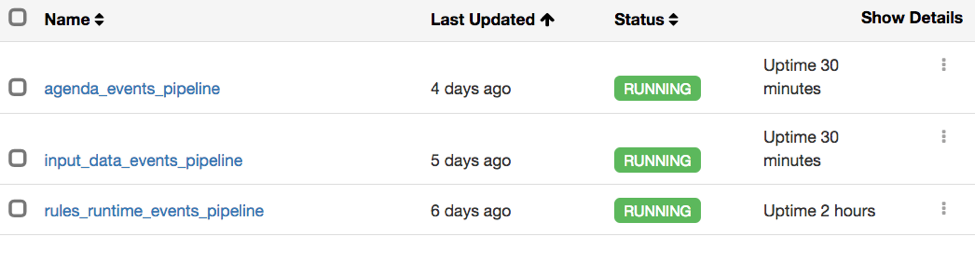 Name Last Updated Status Show Details
agenda_events_pipeline 4 days ago RUNNING Uptime 30
minutes
input_data_events_pipeline 5 days ago RUNNING Uptime 30
minutes
rules_runtime_events_pipeline 6 days ago RUNNING Uptime 2 hours